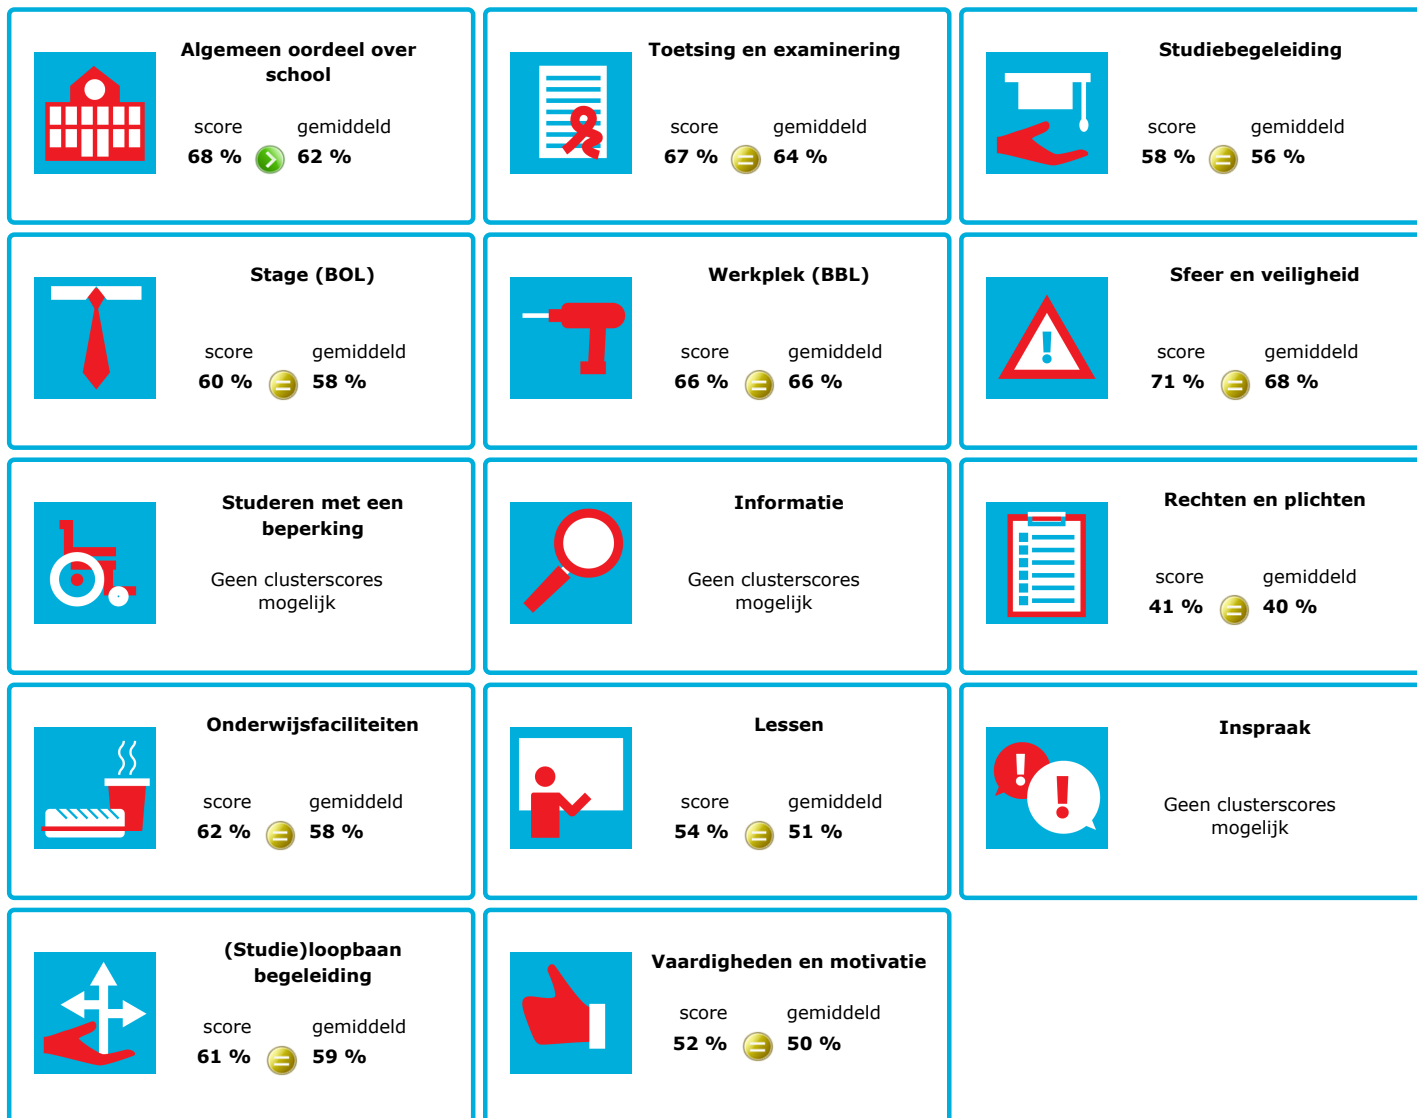 Algemeen oordeel over
school
score gemiddeld
68 % 62 %
Toetsing en examinering
score gemiddeld
67 % 64 %
Studiebegeleiding
score gemiddeld
58 % 56 %
Stage (BOL)
score gemiddeld
60 % 58 %
Werkplek (BBL)
score gemiddeld
66 % 66 %
Sfeer en veiligheid
score gemiddeld
71 % 68 %
Studeren met een
beperking
Geen clusterscores
mogelijk
Informatie
Geen clusterscores
mogelijk
Rechten en plichten
score gemiddeld
41 % 40 %
Onderwijsfaciliteiten
score gemiddeld
62 % 58 %
Lessen
score gemiddeld
54 % 51 %
Inspraak
Geen clusterscores
mogelijk
(Studie)loopbaan
begeleiding
score gemiddeld
61 % 59 %
Vaardigheden en motivatie
score gemiddeld
52 % 50 %